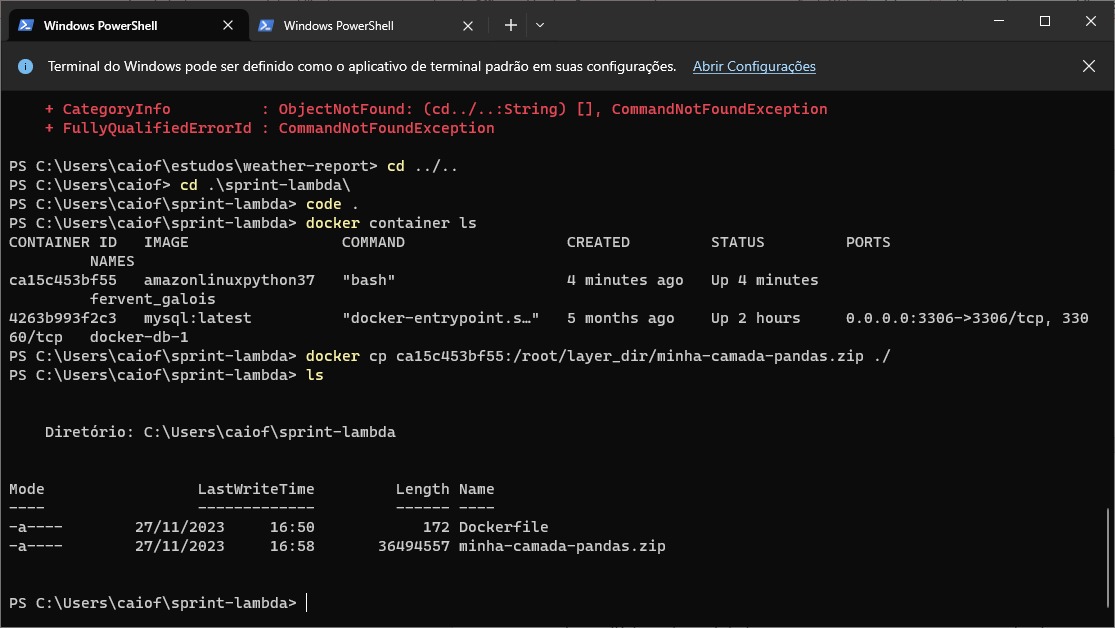 Windows PowerShell
Windows PowerShell
Terminal do Windows pode ser definido como o aplicativo de terminal padrão em suas configurações. Abrir Configurações
+ CategoryInfo : ObjectNotFound: (cd../..:String) [], CommandNotFoundException
+ FullyQualifiedErrorId : CommandNotFoundException
PS C:\Users\caiof\estudos\weather-report> cd ../..
PS C:\Users\caiof> cd .\sprint-lambda\
PS C:\Users\caiof\sprint-lambda> code .
PS C:\Users\caiof\sprint-lambda> docker container ls
CONTAINER ID IMAGE COMMAND CREATED STATUS PORTS
NAMES
ca15c453bf55 amazonlinuxpython37 "bash" 4 minutes ago Up 4 minutes
fervent_galois
4263b993f2c3 mysql:latest "docker-entrypoint.s…" 5 months ago Up 2 hours 0.0.0.0:3306->3306/tcp, 330
60/tcp docker-db-1
PS C:\Users\caiof\sprint-lambda> docker cp ca15c453bf55:/root/layer_dir/minha-camada-pandas.zip ./
PS C:\Users\caiof\sprint-lambda> ls
Diretório: C:\Users\caiof\sprint-lambda
Mode LastWriteTime Length Name
---- ------------- ------ ----
-a---- 27/11/2023 16:50 172 Dockerfile
-a---- 27/11/2023 16:58 36494557 minha-camada-pandas.zip
PS C:\Users\caiof\sprint-lambda>